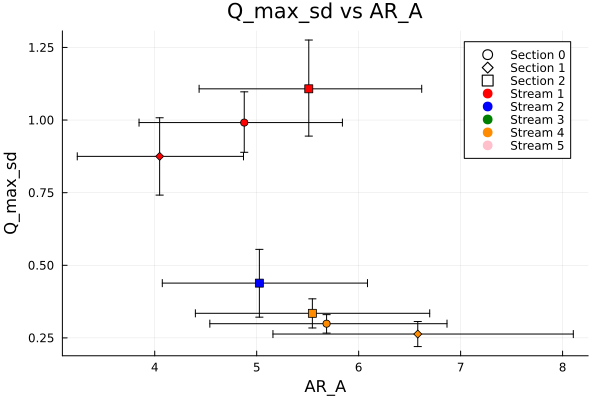 Q_max_sd vs AR_A
Q_max_sd
1.25
1.00
0.75
0.50
0.25
Section 0
Section 1
Section 2
Stream 1
Stream 2
Stream 3
Stream 4
Stream 5
4 5 6 7 8
AR_A